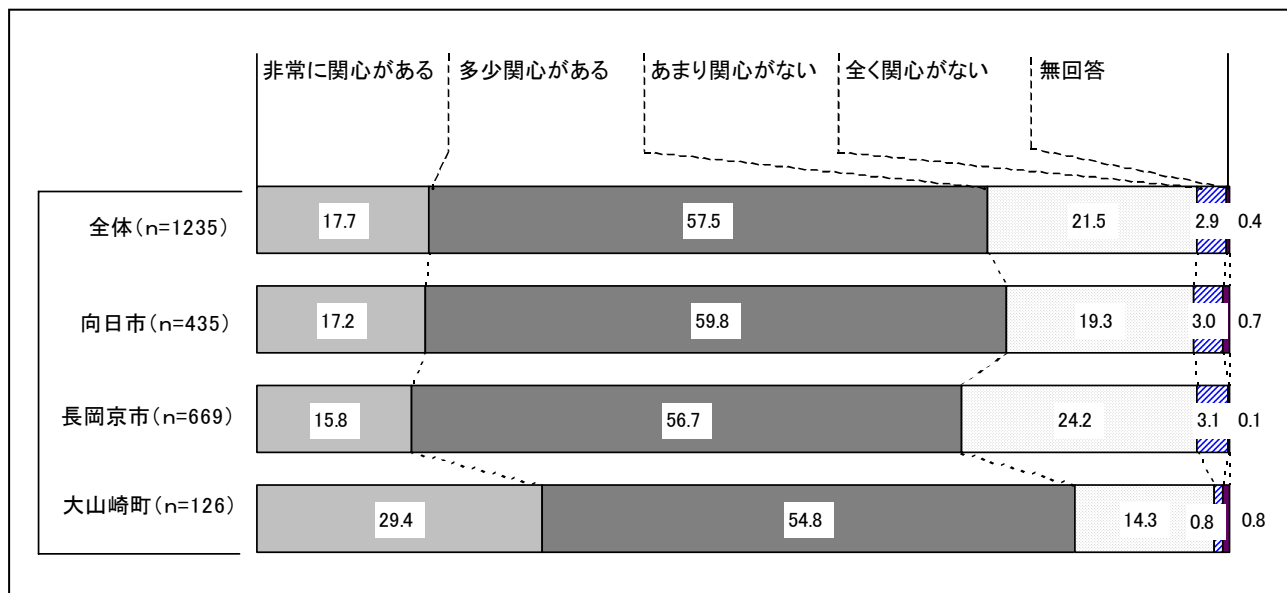 非常に関心がある 多少関心がある あまり関心がない 全く関心がない 無回答
全体(n=1235) 17.7 57.5 21.5 2.9 0.4
向日市(n=435) 17.2 59.8 19.3 3.0 0.7
長岡京市(n=669) 15.8 56.7 24.2 3.1 0.1
大山崎町(n=126) 29.4 54.8 14.3 0.8 0.8